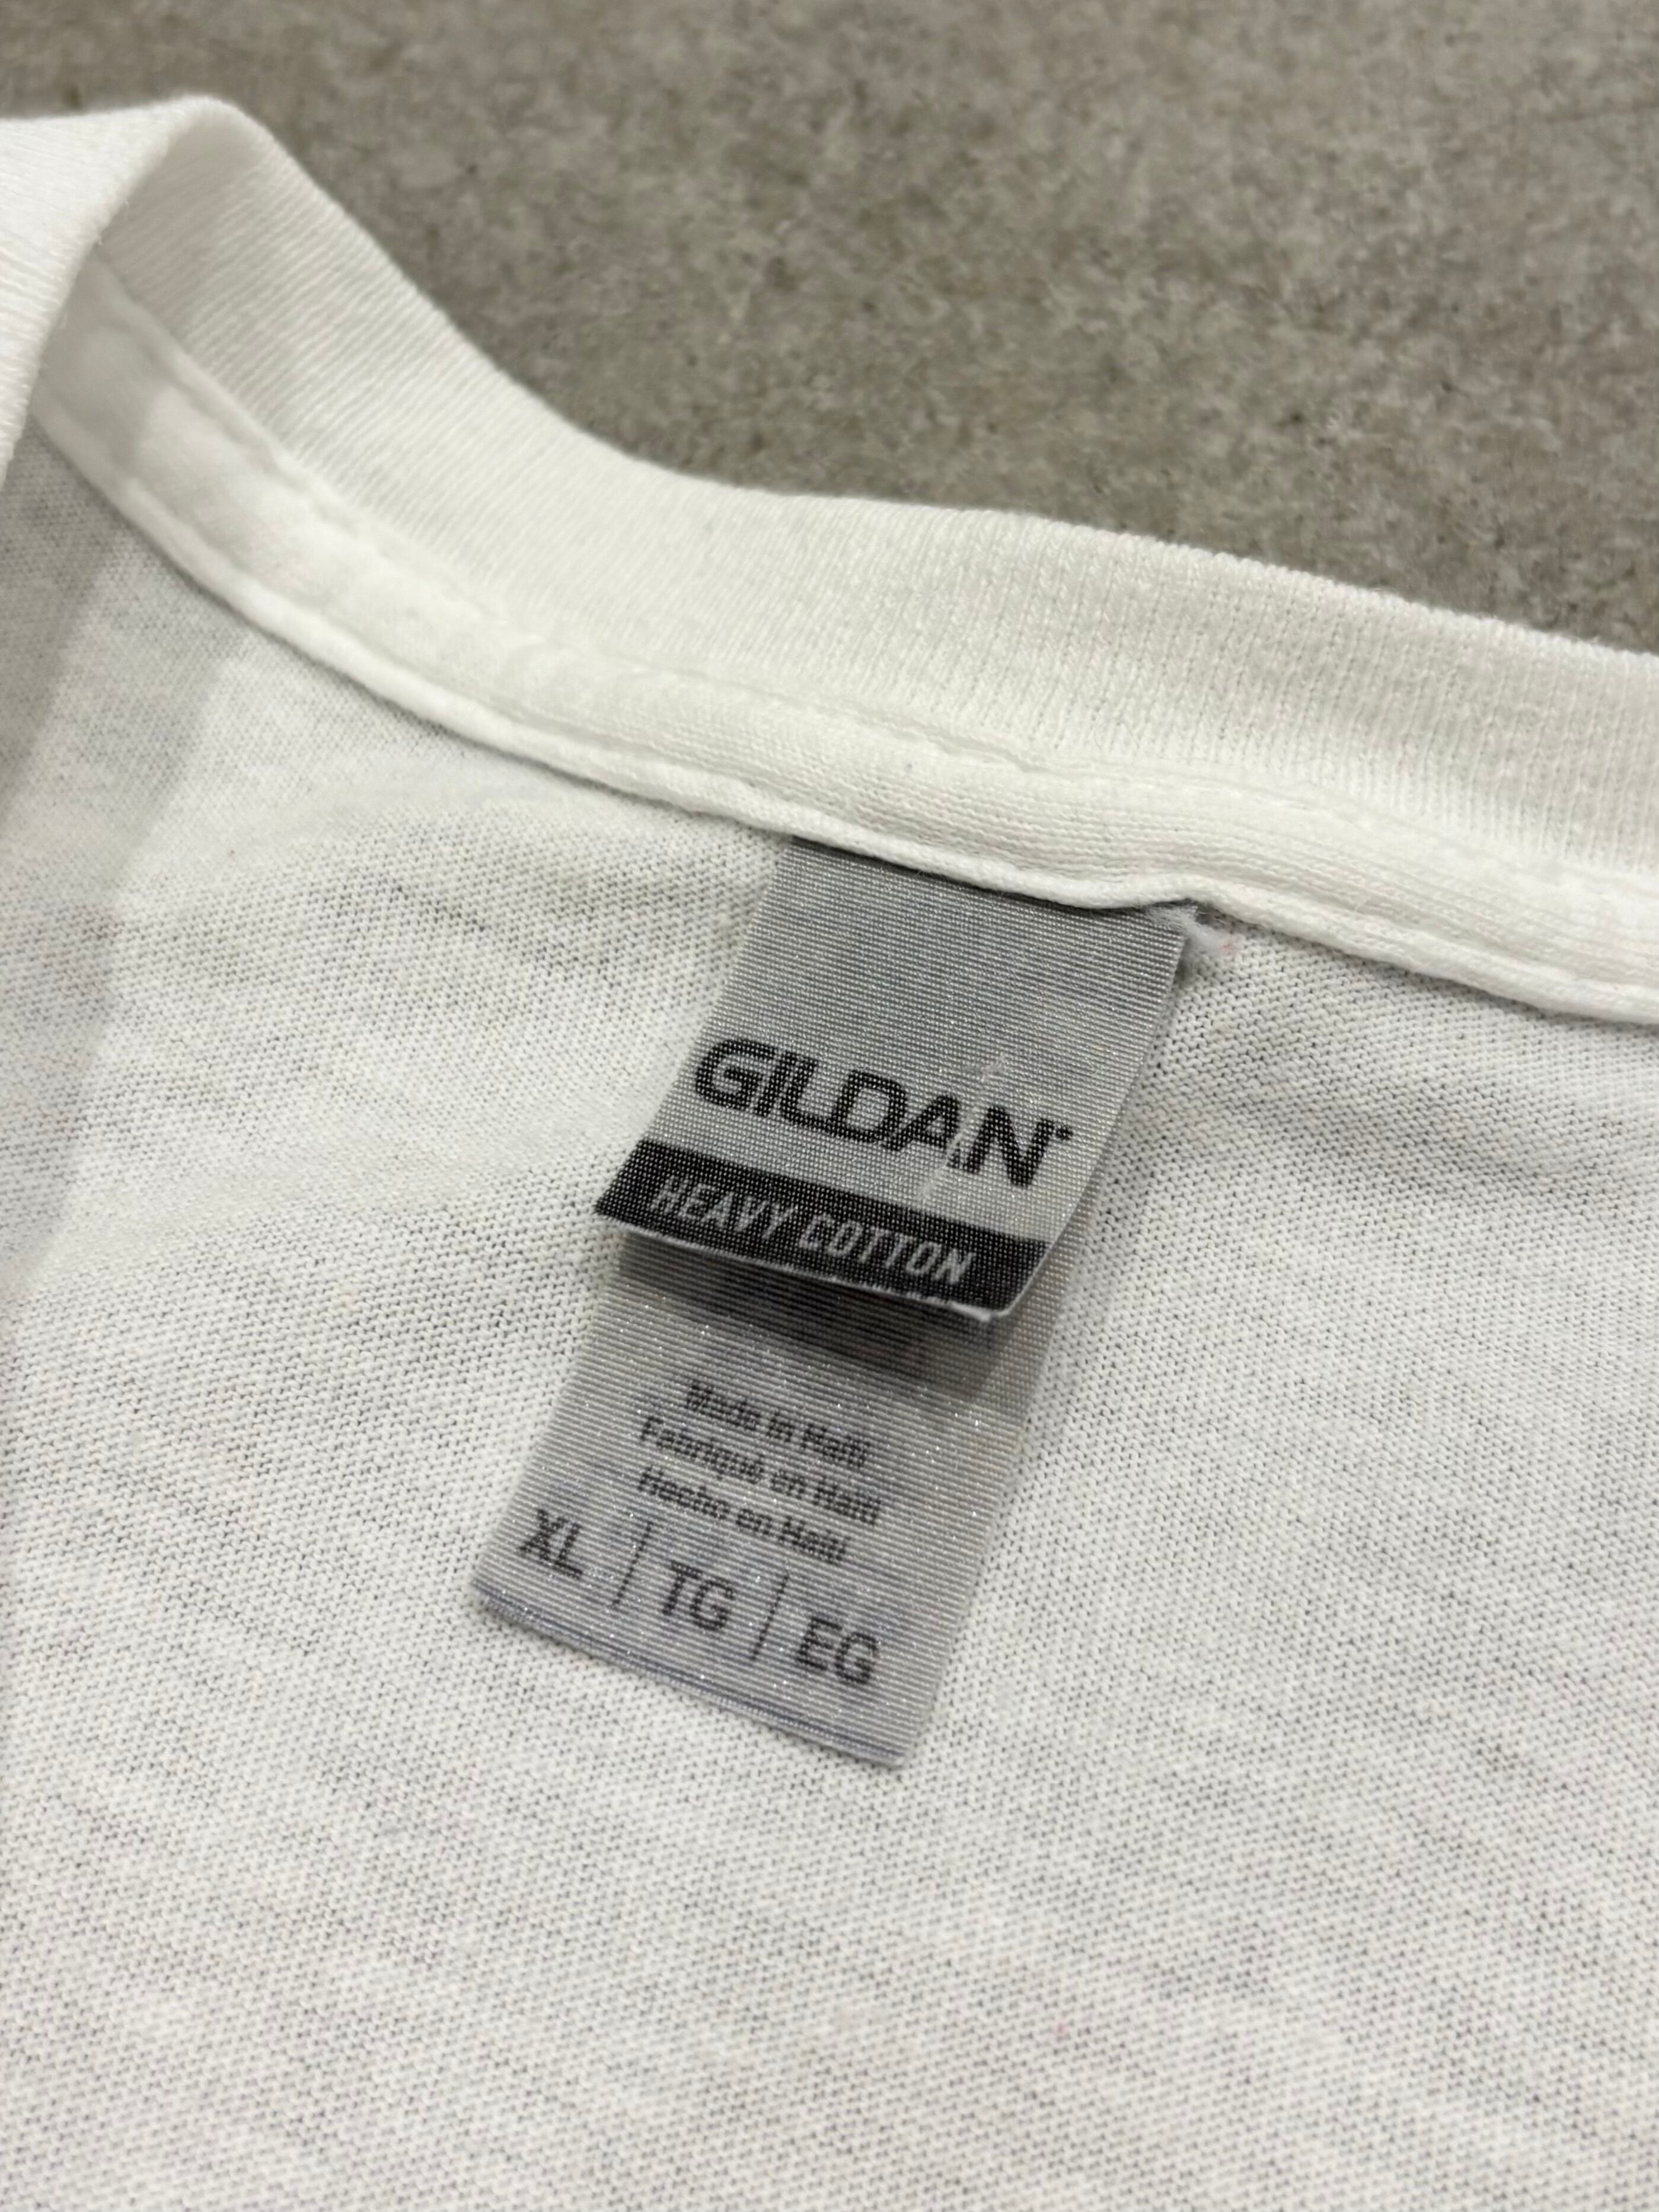 GILDAN
HEAVY COTTON
Made in Haiti
Fabriqué en Haïti
Hecho en Haití
XL | TG | EG